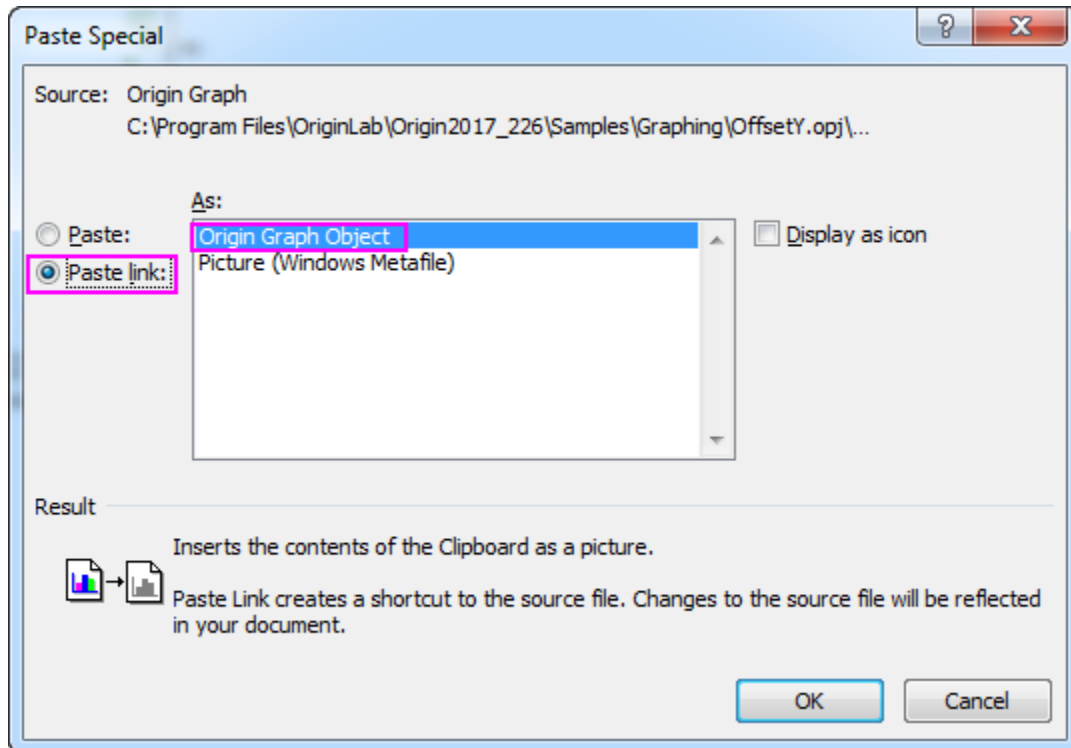 Paste Special
Source: Origin Graph
C:\Program Files\OriginLab\Origin2017_226\Samples\Graphing\OffsetY.opj\...
As:
Paste:
Origin Graph Object
Display as icon
Paste link:
Picture (Windows Metafile)
Result
Inserts the contents of the Clipboard as a picture.
Paste Link creates a shortcut to the source file. Changes to the source file will be reflected
in your document.
OK
Cancel